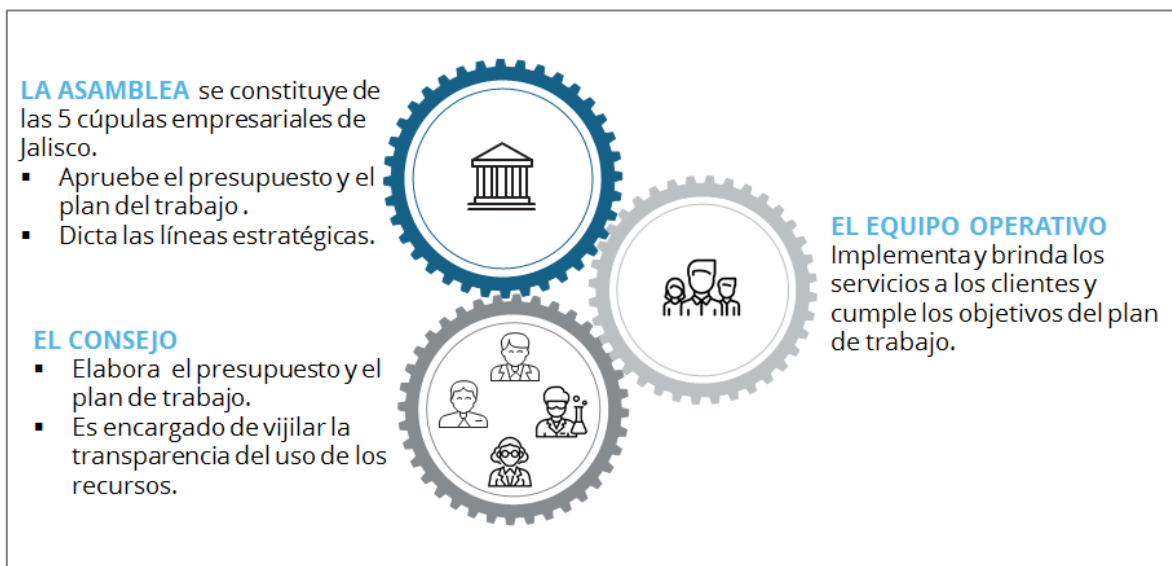 LA ASAMBLEA se constituye de
las 5 cúpulas empresariales de
Jalisco.
▪ Apruebe el presupuesto y el
plan del trabajo .
▪ Dicta las líneas estratégicas.
EL CONSEJO
▪ Elabora el presupuesto y el
plan de trabajo.
▪ Es encargado de vijilar la
transparencia del uso de los
recursos.
EL EQUIPO OPERATIVO
Implementa y brinda los
servicios a los clientes y
cumple los objetivos del plan
de trabajo.